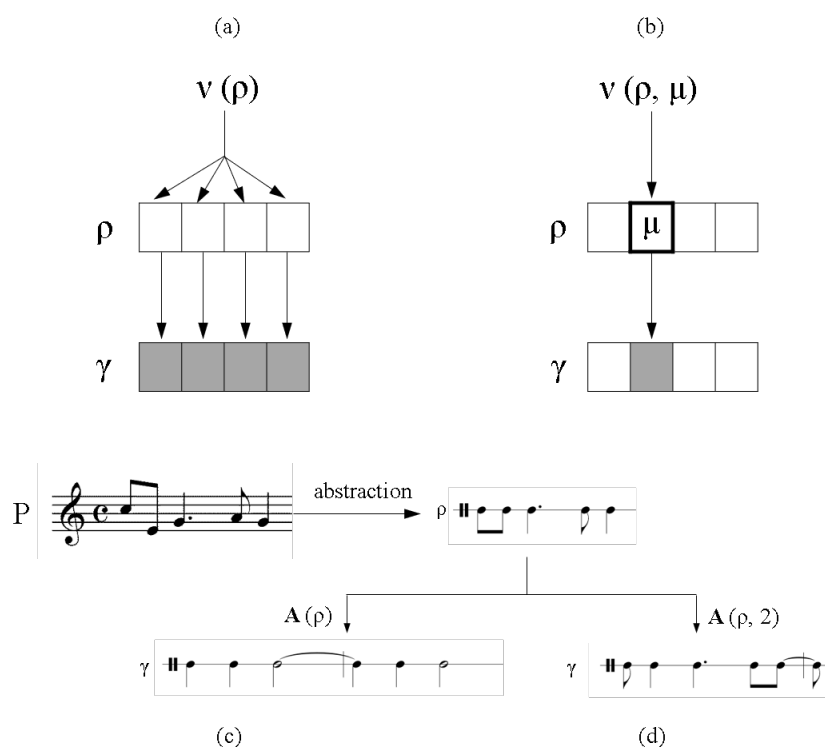 (a) (b)
ν (ρ) ν (ρ, μ)
ρ ρ μ
γ γ
P abstraction ρ
A (ρ) A (ρ, 2)
γ γ
(c) (d)